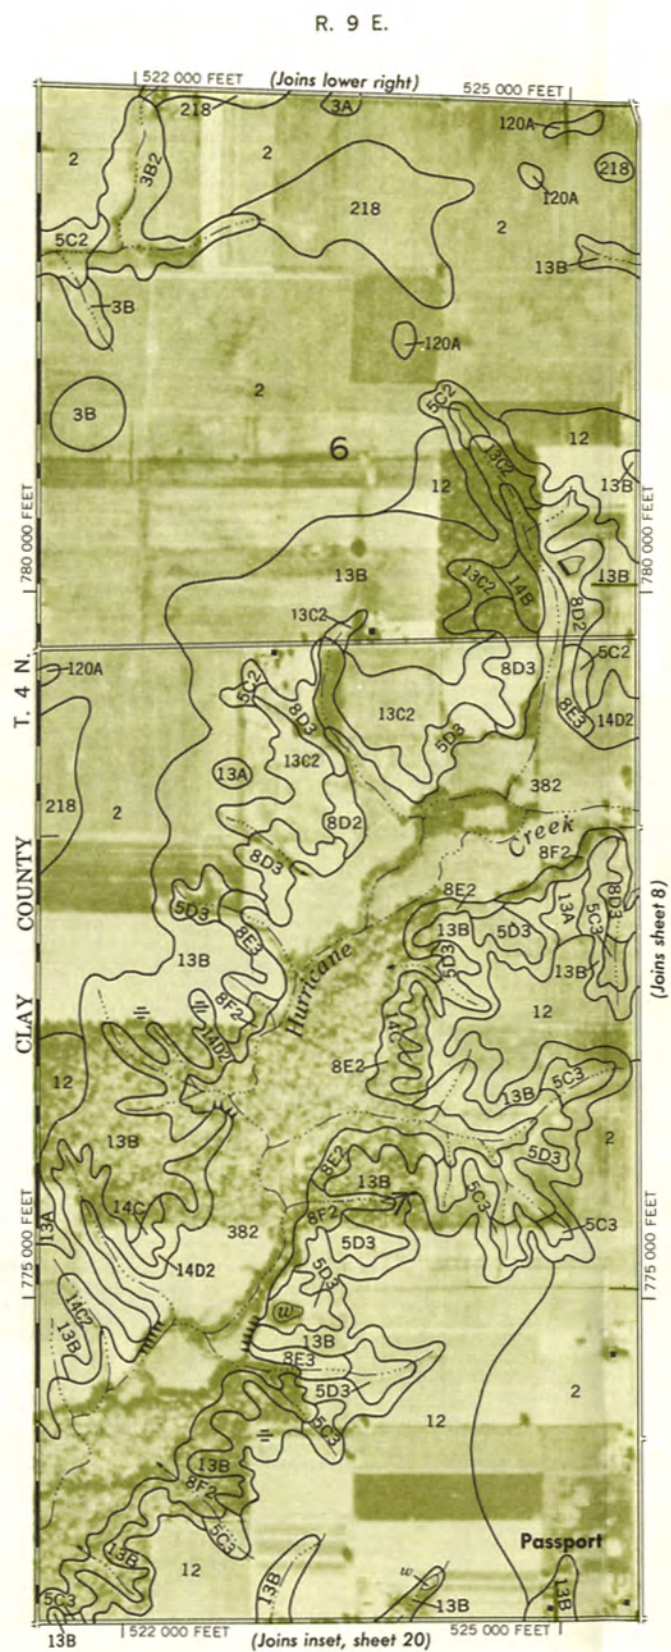 R. 9 E.
522 000 FEET (Joins lower right) 525 000 FEET
218 3A
120A
2 2
3B2
218
120A
218
2
5C2
13B
3B
120A
2
5C2
3B
12
6
13C2
12
13B
780 000 FEET
780 000 FEET
13B
13C2
14B
13B
8D2
13C2
T. 4 N.
120A
5C2
8D3
5C2
8D3
13C2
8E3
14D2
5D3
13C2
13A
382
218
2
8D2
Creek
8D3
8F2
CLAY COUNTY
5D3
8E2
13A
5C3
8D3
(Joins sheet 8)
8E3
13B
5D3
13B
5D3
13B
Hurricane
8F2
12
14D2
14C
8E2
12
13B
5C3
13B
2
5D3
8E2
13B
5C3
14C
8F2
13A
382
5C3
5D3
14D2
5D3
775 000 FEET
775 000 FEET
14C2
w
13B
13B
8E3
5D3
2
12
5C3
13B
8F2
5C3
Passport
13B
12
13B
w
13B
13B
5C3
13B
522 000 FEET (Joins inset, sheet 20) 525 000 FEET